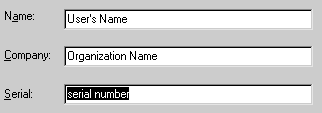 Name: User's Name
Company: Organization Name
Serial: serial number